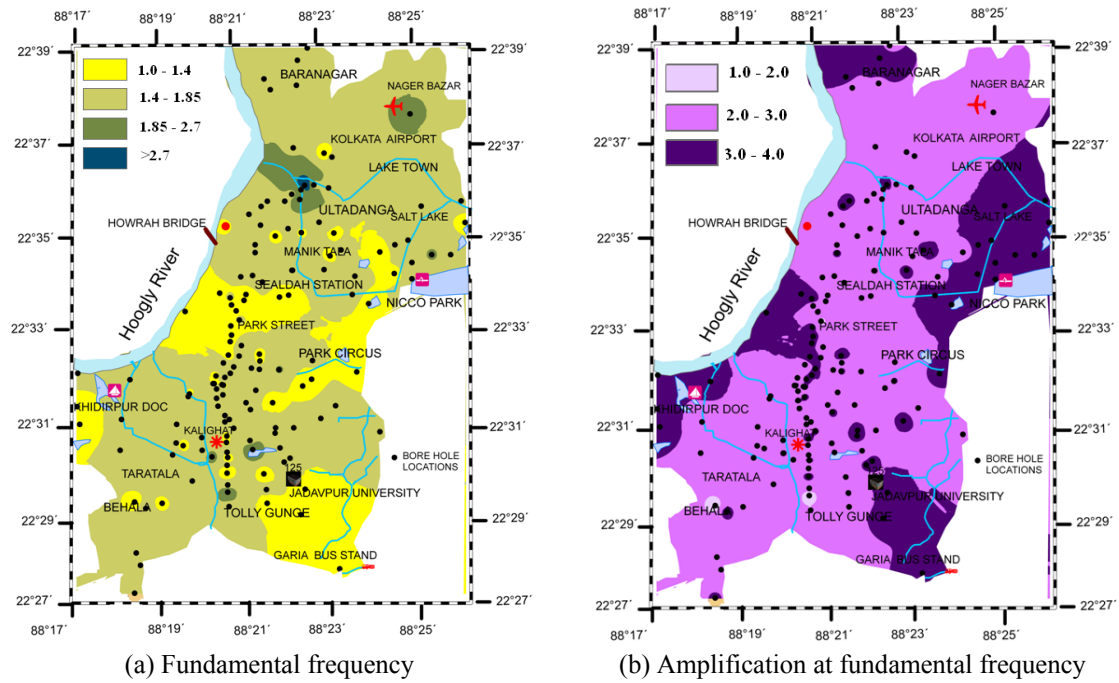 88°17´ 88°19´ 88°21´ 88°23´ 88°25´
22°39´ 22°39´
1.0 - 1.4
1.4 - 1.85
1.85 - 2.7
>2.7
BARANAGAR
NAGER BAZAR
KOLKATA AIRPORT
22°37´ 22°37´
LAKE TOWN
ULTADANGA
SALT LAKE
HOWRAH BRIDGE
22°35´ 22°35´
MANIK TALA
Hoogly River
SEALDAH STATION
NICCO PARK
22°33´ 22°33´
PARK STREET
PARK CIRCUS
KHIDIRPUR DOC
22°31´ 22°31´
KALIGHAT
BORE HOLE
LOCATIONS
TARATALA
125
JADAVPUR UNIVERSITY
BEHALA
TOLLY GUNGE
22°29´ 22°29´
GARIA BUS STAND
22°27´ 22°27´
88°17´ 88°19´ 88°21´ 88°23´ 88°25´
(a) Fundamental frequency
88°17´ 88°19´ 88°21´ 88°23´ 88°25´
22°39´ 22°39´
1.0 - 2.0
2.0 - 3.0
3.0 - 4.0
BARANAGAR
NAGER BAZAR
KOLKATA AIRPORT
22°37´ 22°37´
LAKE TOWN
ULTADANGA
SALT LAKE
HOWRAH BRIDGE
22°35´ 22°35´
MANIK TALA
Hoogly River
SEALDAH STATION
NICCO PARK
22°33´ 22°33´
PARK STREET
PARK CIRCUS
KHIDIRPUR DOC
22°31´ 22°31´
KALIGHAT
BORE HOLE
LOCATIONS
TARATALA
JADAVPUR UNIVERSITY
BEHALA
TOLLY GUNGE
22°29´ 22°29´
GARIA BUS STAND
22°27´ 22°27´
88°17´ 88°19´ 88°21´ 88°23´ 88°25´
(b) Amplification at fundamental frequency